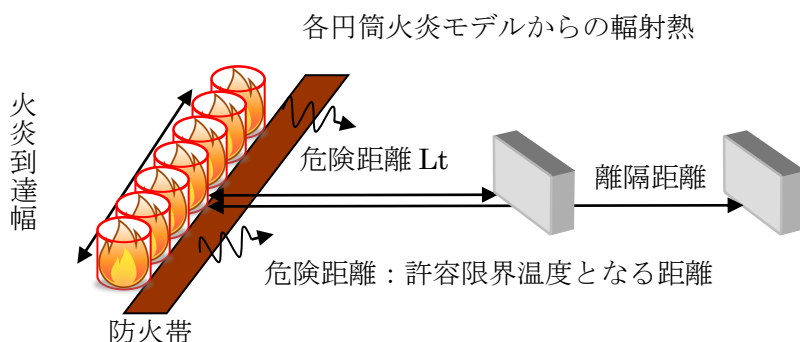 各円筒火炎モデルからの輻射熱
火炎到達幅
危険距離 Lt
離隔距離
危険距離：許容限界温度となる距離
防火帯